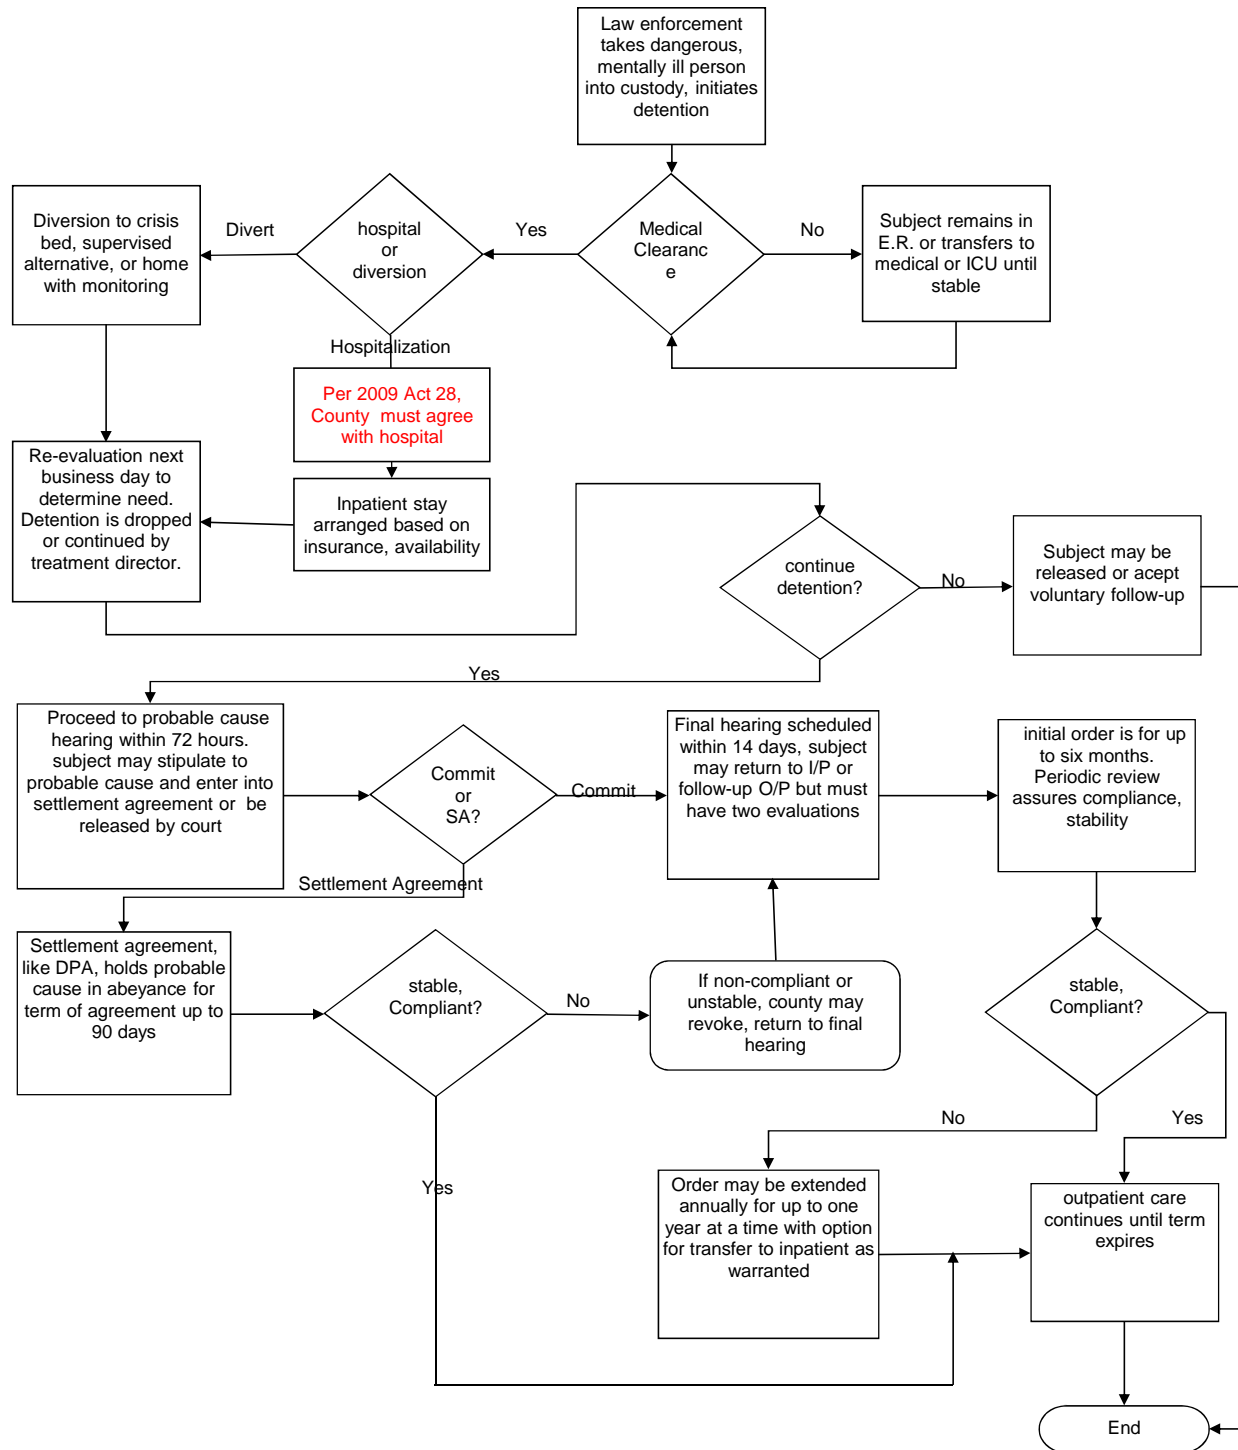 Law enforcement
takes dangerous,
mentally ill person
into custody, initiates
detention
Diversion to crisis
bed, supervised
alternative, or home
with monitoring
Divert
hospital
or
diversion
Yes
Medical
Clearanc
e
No
Subject remains in
E.R. or transfers to
medical or ICU until
stable
Hospitalization
Per 2009 Act 28,
County must agree
with hospital
Re-evaluation next
business day to
determine need.
Detention is dropped
or continued by
treatment director.
Inpatient stay
arranged based on
insurance, availability
continue
detention?
No
Subject may be
released or acept
voluntary follow-up
Yes
Proceed to probable cause
hearing within 72 hours.
subject may stipulate to
probable cause and enter into
settlement agreement or be
released by court
Commit
or
SA?
Commit
Final hearing scheduled
within 14 days, subject
may return to I/P or
follow-up O/P but must
have two evaluations
initial order is for up
to six months.
Periodic review
assures compliance,
stability
Settlement Agreement
Settlement agreement,
like DPA, holds probable
cause in abeyance for
term of agreement up to
90 days
stable,
Compliant?
No
If non-compliant or
unstable, county may
revoke, return to final
hearing
stable,
Compliant?
No
Yes
Yes
Order may be extended
annually for up to one
year at a time with option
for transfer to inpatient as
warranted
outpatient care
continues until term
expires
End